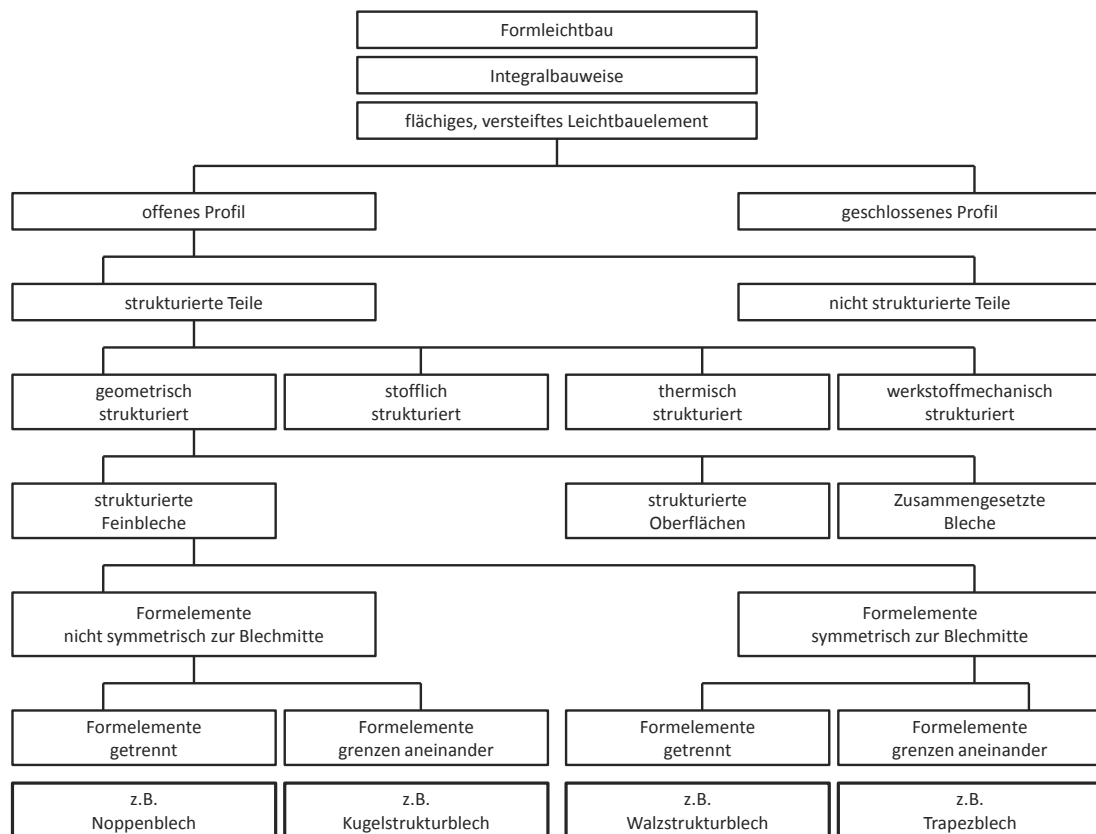 Formleichtbau
Integralbauweise
flächiges, versteiftes Leichtbauelement
offenes Profil
geschlossenes Profil
strukturierte Teile
nicht strukturierte Teile
geometrisch
strukturiert
stofflich
strukturiert
thermisch
strukturiert
werkstoffmechanisch
strukturiert
strukturierte
Feinbleche
strukturierte
Oberflächen
Zusammengesetzte
Bleche
Formelemente
nicht symmetrisch zur Blechmitte
Formelemente
symmetrisch zur Blechmitte
Formelemente
getrennt
Formelemente
grenzen aneinander
Formelemente
getrennt
Formelemente
grenzen aneinander
z.B.
Noppenblech
z.B.
Kugelstrukturblech
z.B.
Walzstrukturblech
z.B.
Trapezblech